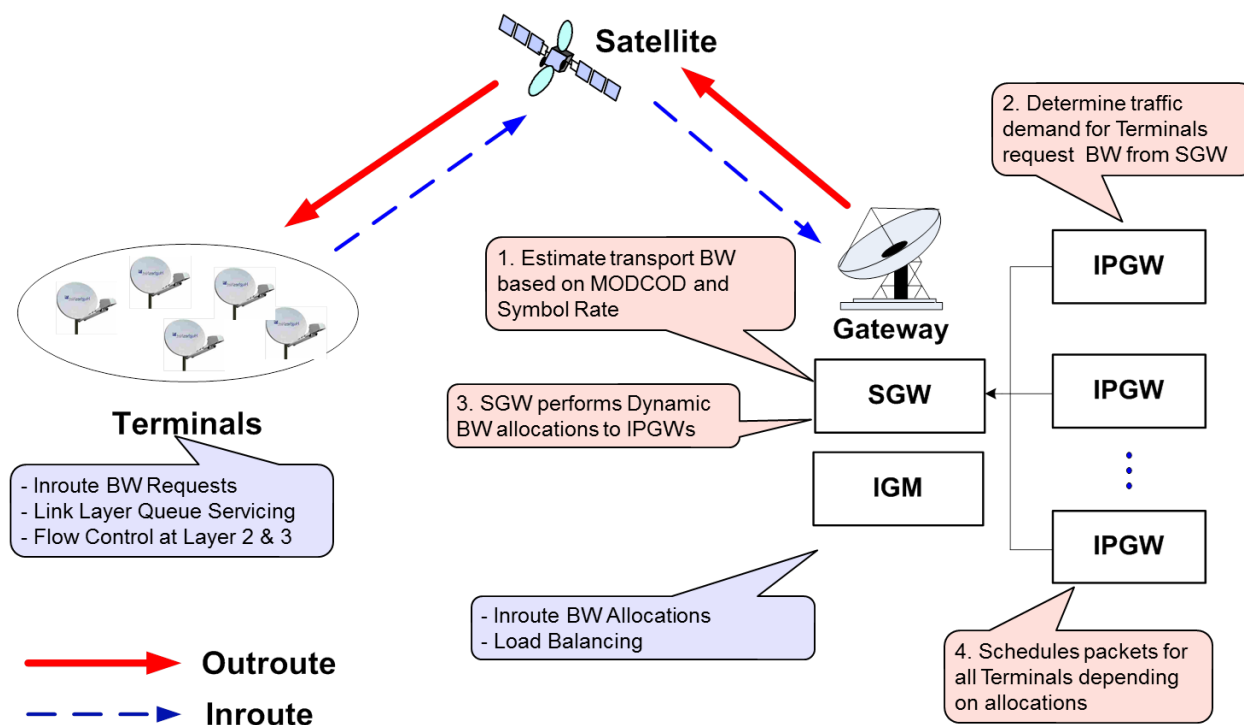 Satellite
2. Determine traffic
demand for Terminals
request BW from SGW
1. Estimate transport BW
based on MODCOD and
Symbol Rate
Gateway
IPGW
SGW
IPGW
3. SGW performs Dynamic
BW allocations to IPGWs
Terminals
- Inroute BW Requests
- Link Layer Queue Servicing
- Flow Control at Layer 2 & 3
IGM
IPGW
- Inroute BW Allocations
- Load Balancing
4. Schedules packets for
all Terminals depending
on allocations
Outroute
Inroute